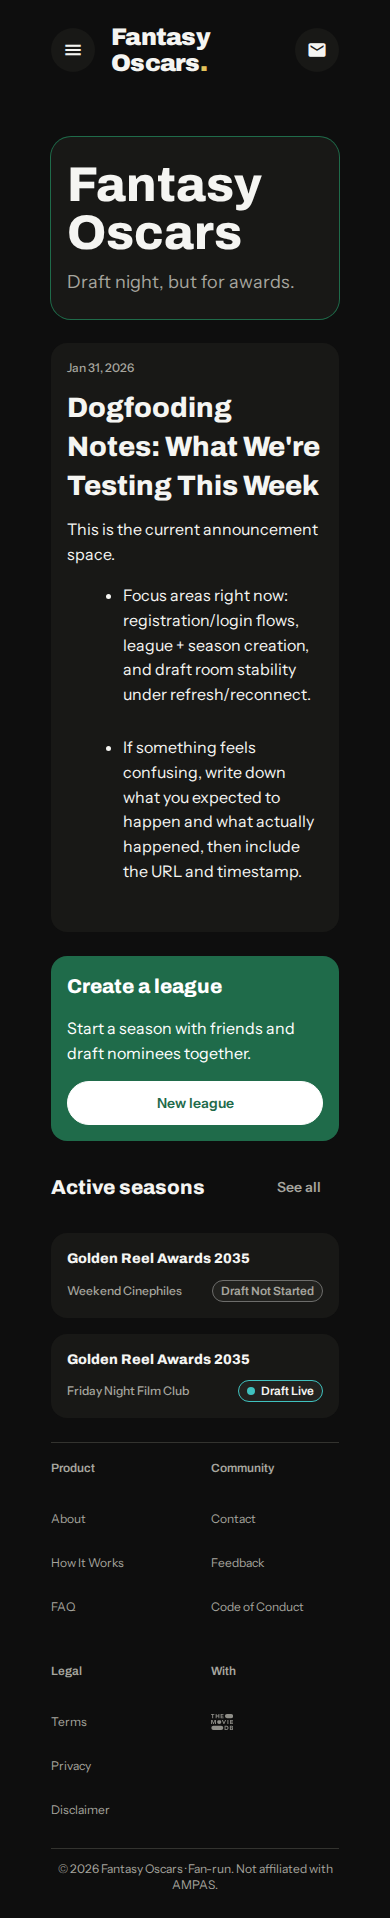 Fantasy
Oscars.
Fantasy
Oscars
Draft night, but for awards.
Jan 31, 2026
Dogfooding
Notes: What We're
Testing This Week
This is the current announcement
space.
• Focus areas right now:
registration/login flows,
league + season creation,
and draft room stability
under refresh/reconnect.
• If something feels
confusing, write down
what you expected to
happen and what actually
happened, then include
the URL and timestamp.
Create a league
Start a season with friends and
draft nominees together.
New league
Active seasons See all
Golden Reel Awards 2035
Weekend Cinephiles Draft Not Started
Golden Reel Awards 2035
Friday Night Film Club Draft Live
Product
About
How It Works
FAQ
Community
Contact
Feedback
Code of Conduct
Legal
Terms
Privacy
Disclaimer
With
THE
MOVIE
DB
© 2026 Fantasy Oscars · Fan-run. Not affiliated with
AMPAS.